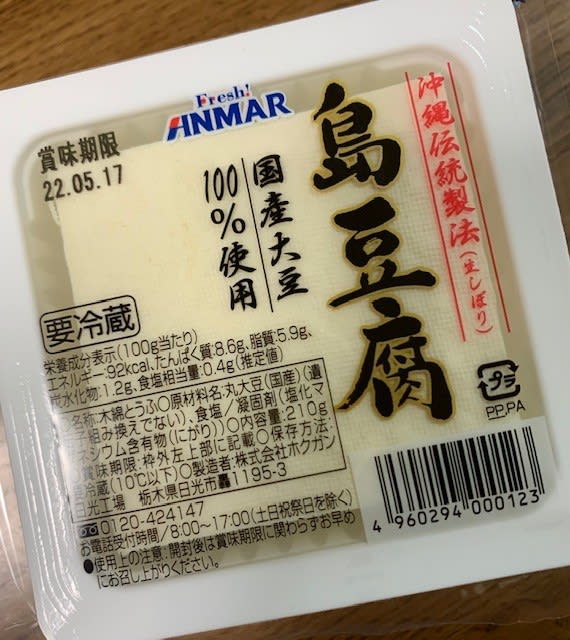 Fresh!
ANMAR
賞味期限
22.05.17
沖縄伝統製法(生しぼり)
島豆腐
国産大豆
100%使用
要冷蔵
栄養成分表示(100g当たり)
エネルギー92kcal、たんぱく質:8.6g、脂質:5.9g、
炭水化物:1.2g、食塩相当量:0.4g(推定値)
名称:木綿とうふ○原材料名:丸大豆(国産)(遺
子組み換えでない)、食塩/凝固剤(塩化マ
ネシウム含有物(にがり))○内容量:210g
賞味期限:枠外左上部に記載○保存方法:
冷蔵(10℃以下)○製造者:株式会社ホクガン
日光工場 栃木県日光市轟1195-3
0120-424147
お電話受付時間/8:00~17:00(土日祝祭日を除く)
●使用上の注意:開封後は賞味期限に関わらずお早め
にお召し上がりください。
プラ
PP,PA
4 960294 000123